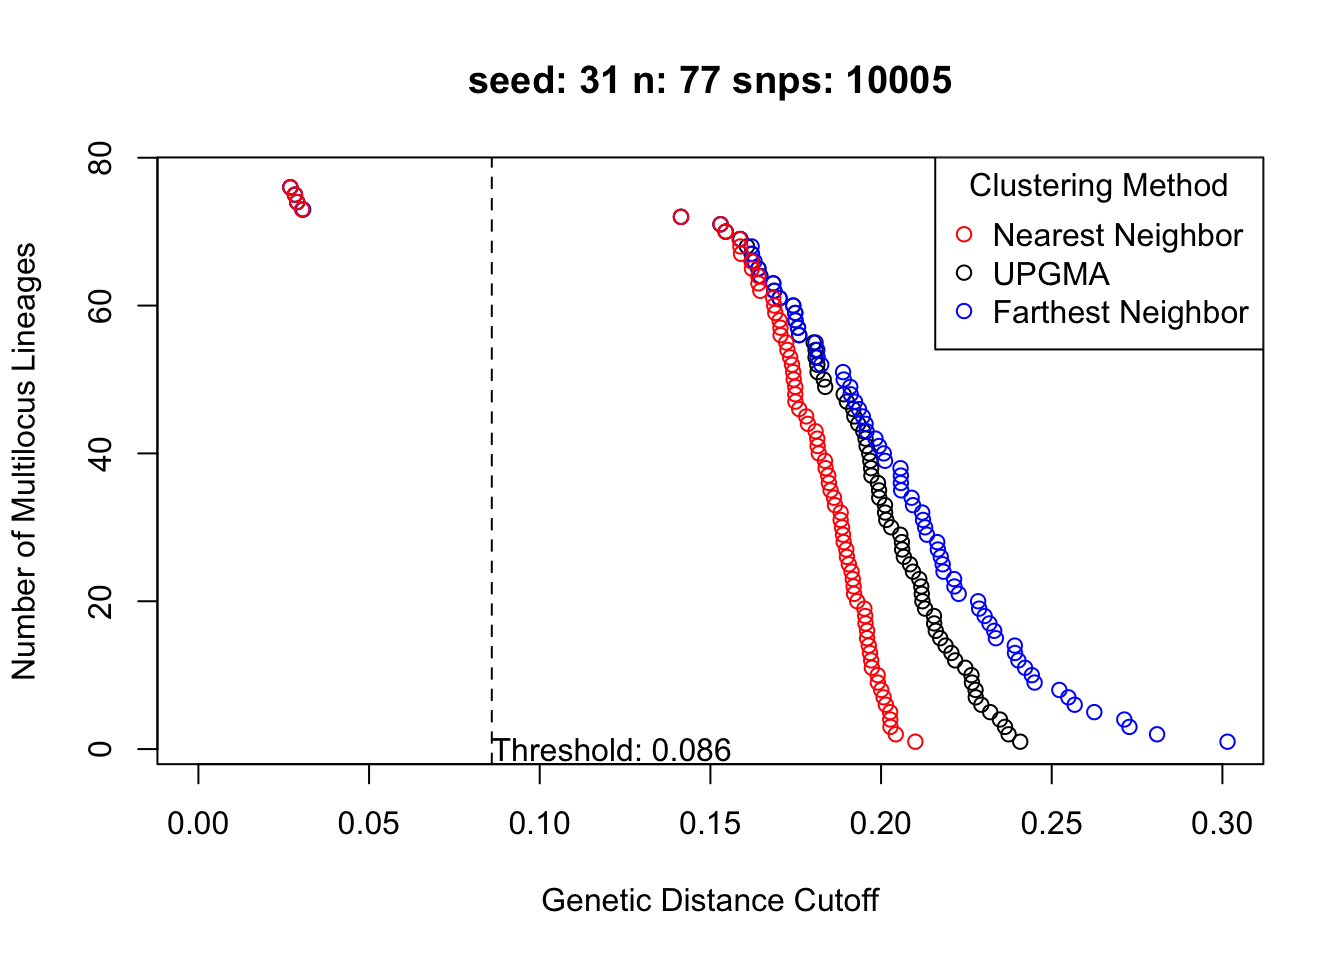 seed: 31 n: 77 snps: 10005
80
60
40
20
0
Number of Multilocus Lineages
Clustering Method
Nearest Neighbor
UPGMA
Farthest Neighbor
Threshold: 0.086
0.00 0.05 0.10 0.15 0.20 0.25 0.30
Genetic Distance Cutoff